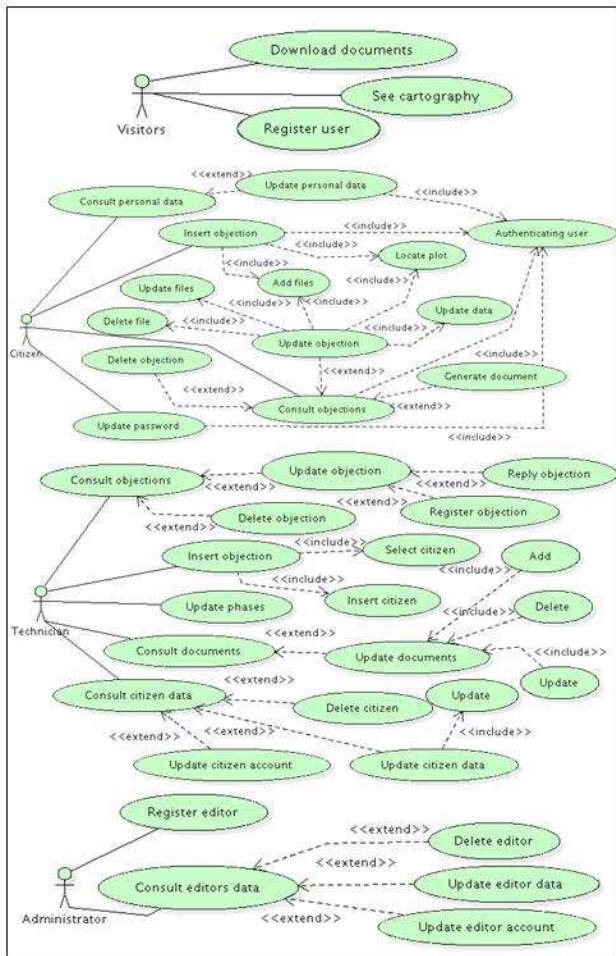 Download documents
See cartography
Visitors
Register user
<<extend>>
Update personal data
Consult personal data
<<include>>
Insert objection
<<include>>
Authenticating user
<<include>>
Locate plot
<<include>>
Update files
Add files
<<include>>
<<include>>
Update data
Delete file
<<include>>
<<include>>
Citizen
Update objection
<<include>>
<<include>>
Delete objection
<<extend>>
Generate document
<<extend>>
Consult objections
<<extend>>
Update password
<<include>>
Consult objections
Update objection
Reply objection
<<extend>>
<<extend>>
<<extend>>
Register objection
<<extend>>
Delete objection
Insert objection
<<include>>
Select citizen
Add
<<include>>
<<include>>
Insert citizen
Update phases
Delete
Technician
<<include>>
<<extend>>
Consult documents
Update documents
<<include>>
Update
<<extend>>
Consult citizen data
Delete citizen
Update
<<extend>>
<<extend>>
<<include>>
Update citizen account
Update citizen data
Register editor
<<extend>>
Delete editor
<<extend>>
Consult editors data
Update editor data
Administrator
<<extend>>
Update editor account